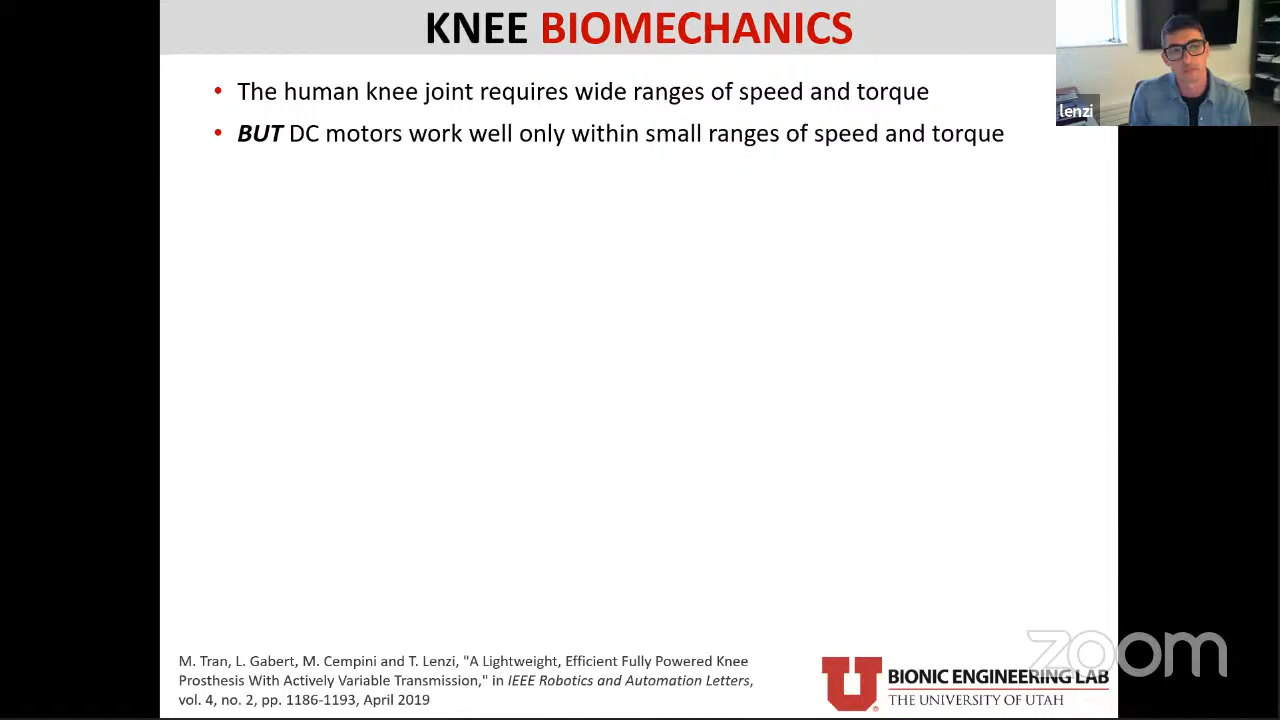 KNEE BIOMECHANICS
lenzi
• The human knee joint requires wide ranges of speed and torque
• BUT DC motors work well only within small ranges of speed and torque
M. Tran, L. Gabert, M. Cempini and T. Lenzi, "A Lightweight, Efficient Fully Powered Knee
Prosthesis With Actively Variable Transmission," in IEEE Robotics and Automation Letters,
vol. 4, no. 2, pp. 1186-1193, April 2019
U
BIONIC ENGINEERING LAB
THE UNIVERSITY OF UTAH
zoom